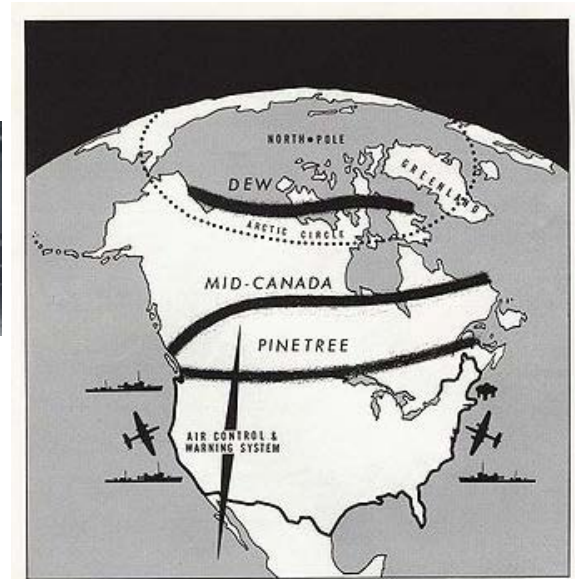 NORTH POLE
GREENLAND
DEW
ARCTIC CIRCLE
MID-CANADA
PINETREE
AIR CONTROL &
WARNING SYSTEM